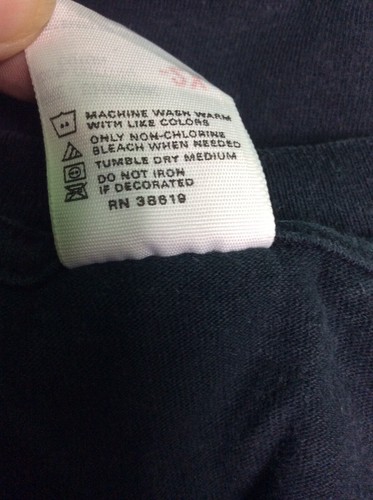 MACHINE WASH WARM
WITH LIKE COLORS
ONLY NON-CHLORINE
BLEACH WHEN NEEDED
TUMBLE DRY MEDIUM
DO NOT IRON
IF DECORATED
RN 38619